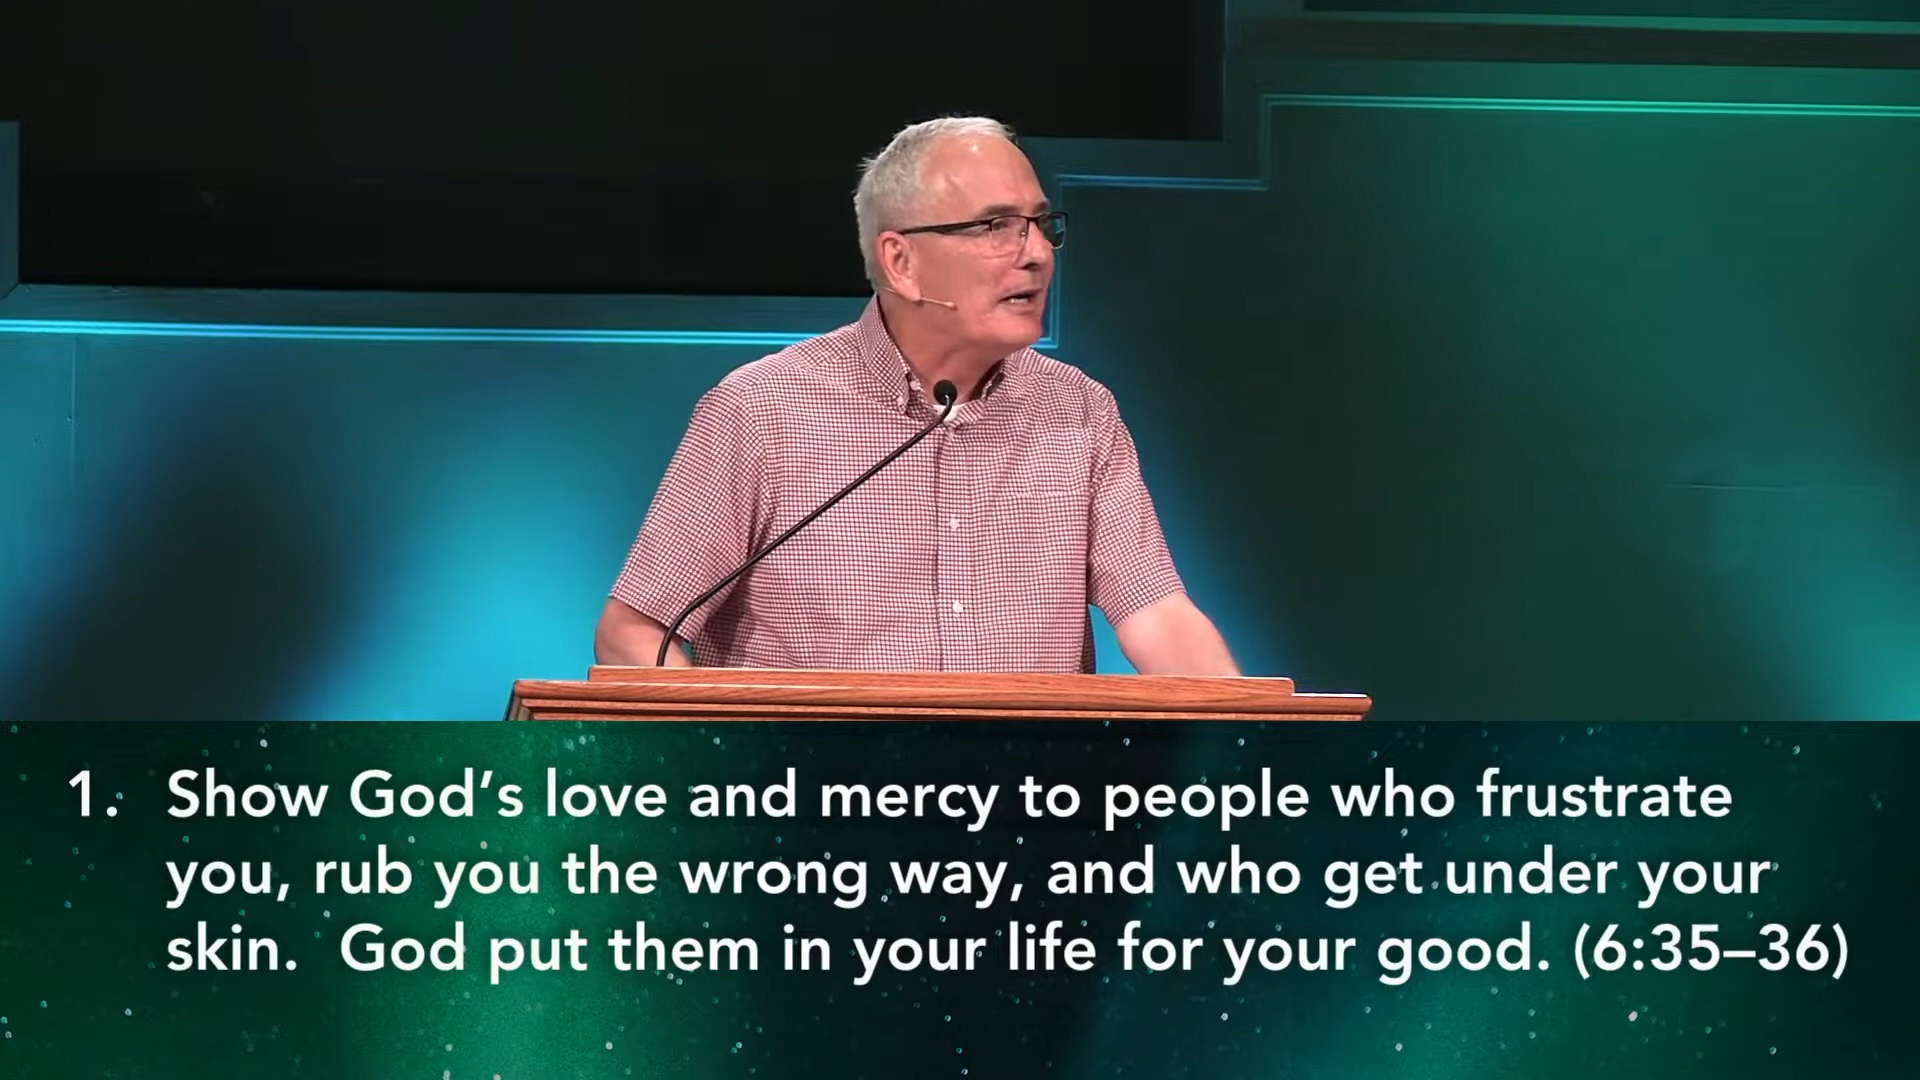 1. Show God’s love and mercy to people who frustrate
you, rub you the wrong way, and who get under your
skin.  God put them in your life for your good. (6:35–36)